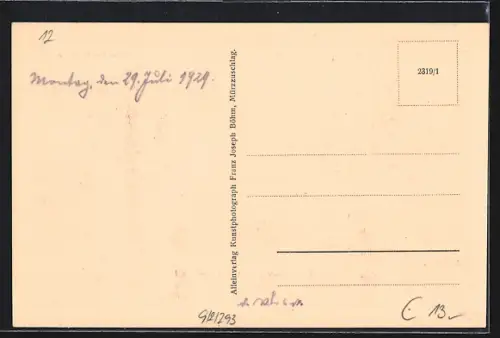 12
Montag, den 29. Juli 1929.
Alleinverlag Kunstphotograph Franz Joseph Böhm, Mürzzuschlag.
2319/1
€ 13.-